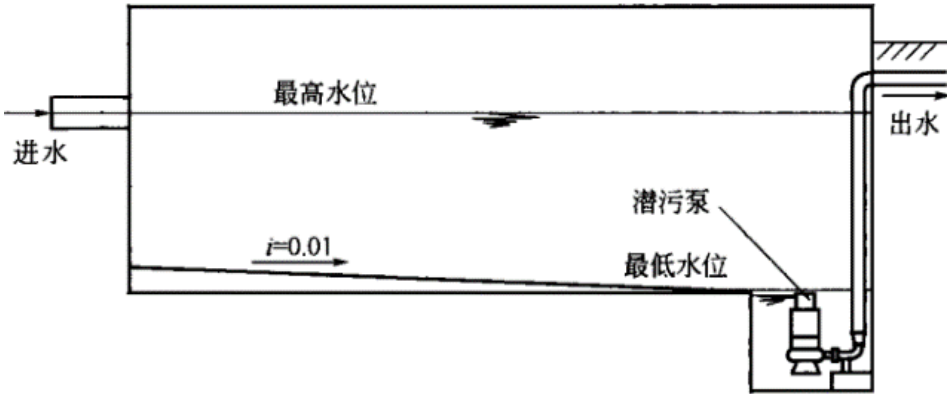 最高水位
进水
出水
潜污泵
i=0.01
最低水位